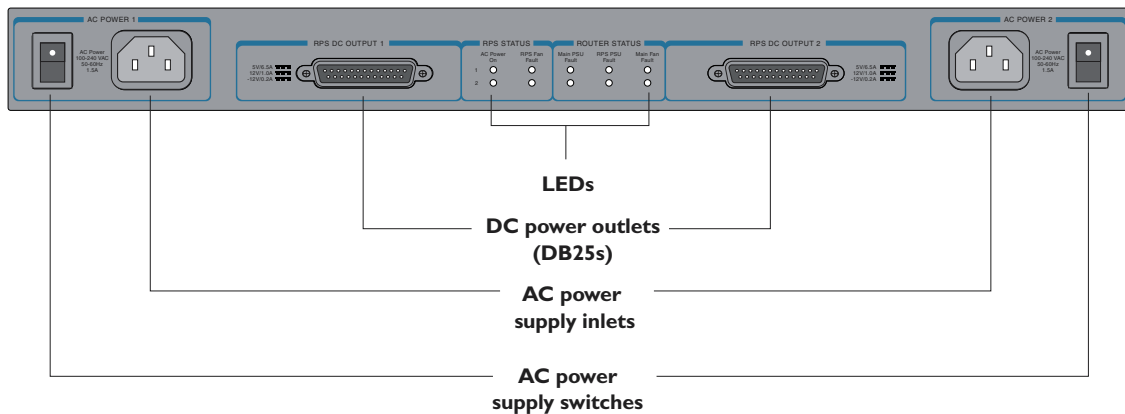 AC POWER 1
AC Power
100-240 VAC
50-60Hz
1.5A
RPS DC OUTPUT 1
5V/6.5A
12V/1.0A
-12V/0.2A
RPS STATUS
AC Power
On
RPS Fan
Fault
1
2
ROUTER STATUS
Main PSU
Fault
RPS PSU
Fault
Main Fan
Fault
RPS DC OUTPUT 2
5V/6.5A
12V/1.0A
-12V/0.2A
AC POWER 2
AC Power
100-240 VAC
50-60Hz
1.5A
LEDs
DC power outlets
(DB25s)
AC power
supply inlets
AC power
supply switches